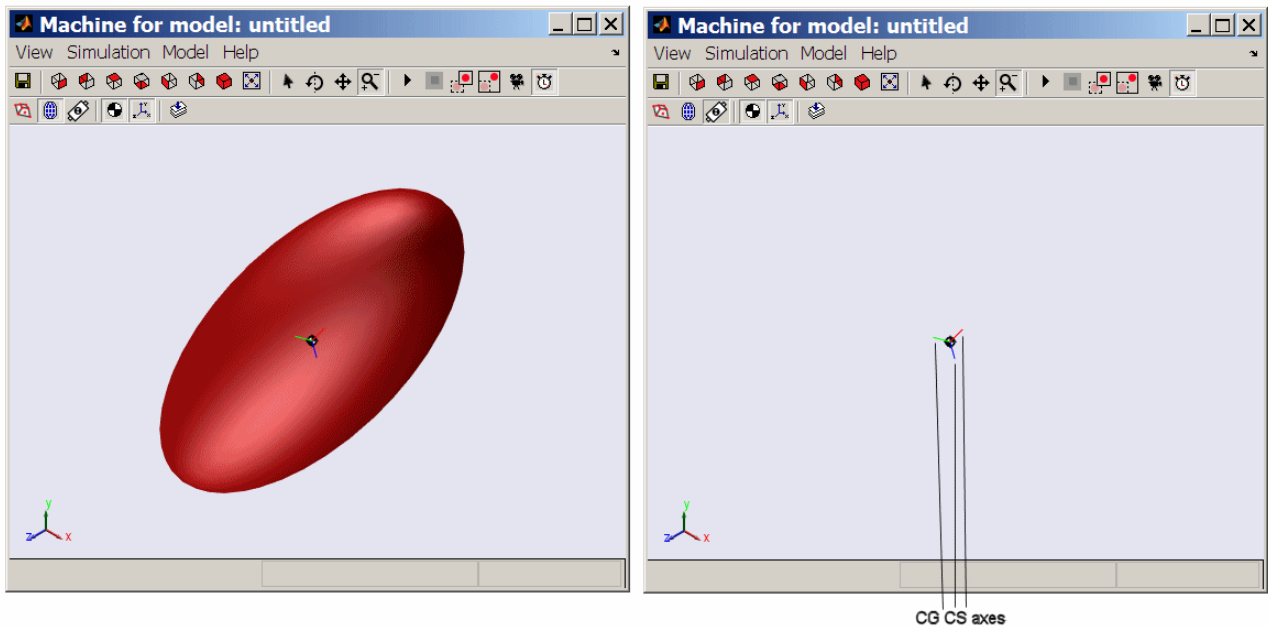 Machine for model: untitled
View Simulation Model Help
y
z x
Machine for model: untitled
View Simulation Model Help
y
z x
CG CS axes